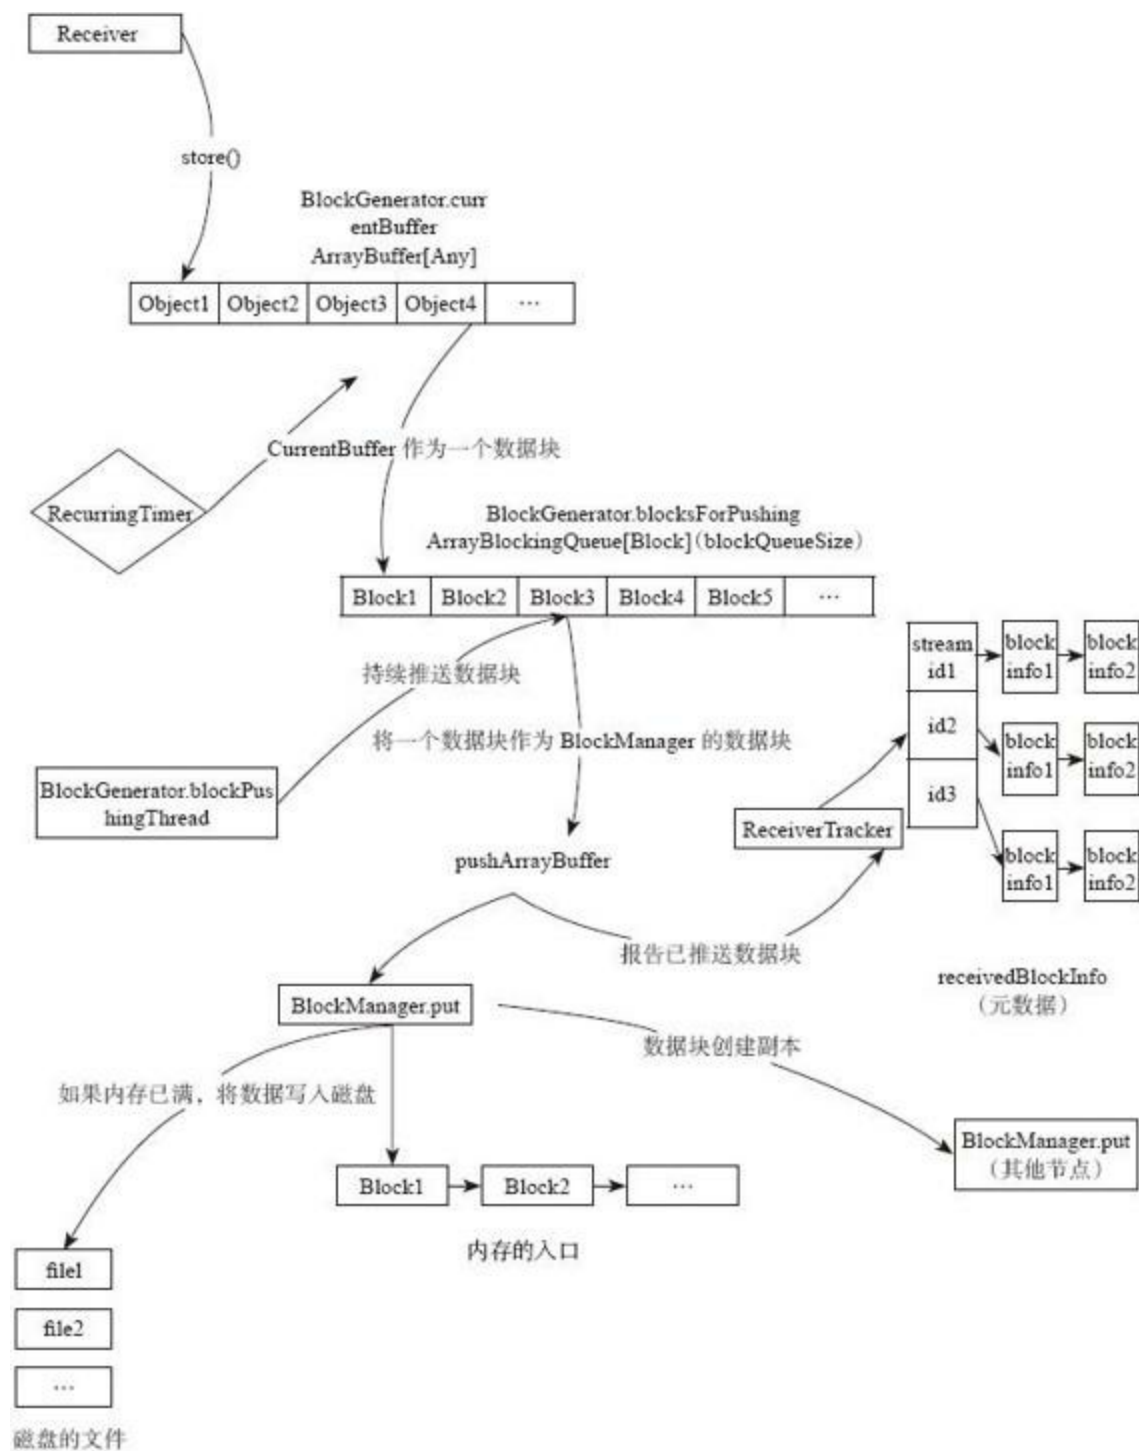 Receiver
store()
BlockGenerator.curr
entBuffer
ArrayBuffer[Any]
Object1 Object2 Object3 Object4 …
CurrentBuffer 作为一个数据块
RecurringTimer
BlockGenerator.blocksForPushing
ArrayBlockingQueue[Block](blockQueueSize)
Block1 Block2 Block3 Block4 Block5 …
持续推送数据块
将一个数据块作为 BlockManager 的数据块
BlockGenerator.blockPus
hingThread
pushArrayBuffer
stream
id1
block
info1
block
info2
id2
block
info1
block
info2
id3
block
info1
block
info2
ReceiverTracker
报告已推送数据块
receivedBlockInfo
（元数据）
BlockManager.put
数据块创建副本
如果内存已满，将数据写入磁盘
BlockManager.put
（其他节点）
Block1 Block2 …
内存的入口
file1
file2
…
磁盘的文件